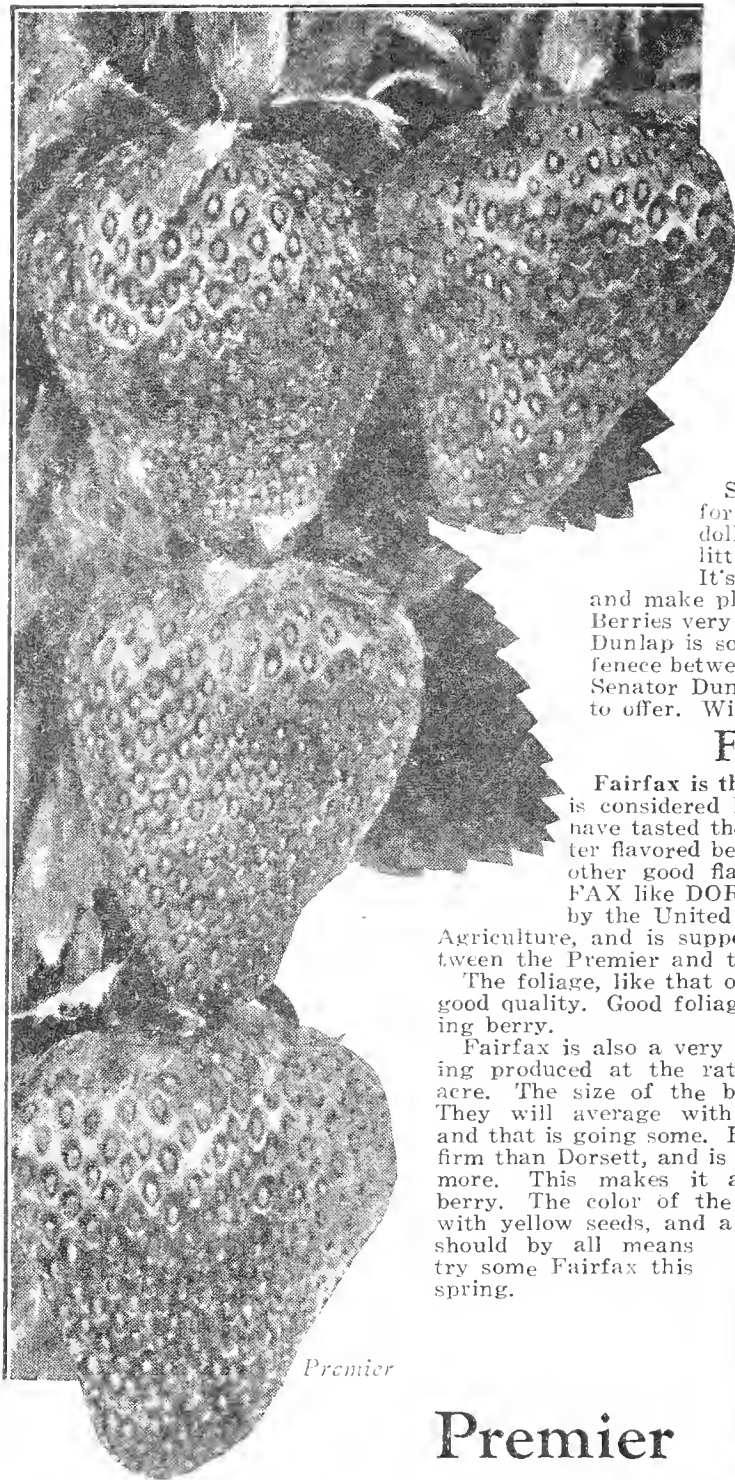 S
for
doll
litt
It's
and make pl
Berries very
Dunlap is so
fenece betwe
Senator Dun
to offer. Wi
F
Fairfax is th
is considered
have tasted th
ter flavored be
other good fla
FAX like DOR
by the United
Agriculture, and is supp
tween the Premier and t
The foliage, like that o
good quality. Good foliag
ing berry.
Fairfax is also a very
ing produced at the rat
acre. The size of the b
They will average with
and that is going some.
firm than Dorsett, and is
more. This makes it a
berry. The color of the
with yellow seeds, and a
should by all means
try some Fairfax this
spring.
Premier
Premier